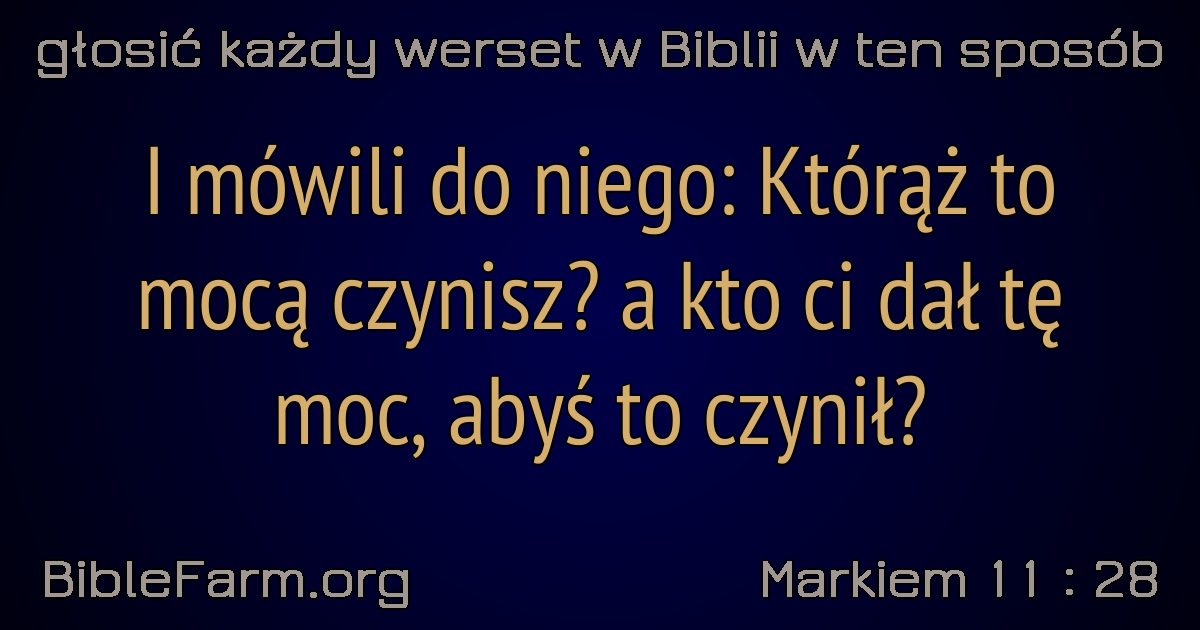 głosić każdy werset w Biblii w ten sposób
I mówili do niego: Którąż to
mocą czynisz? a kto ci dał tę
moc, abyś to czynił?
BibleFarm.org
Markiem 11 : 28